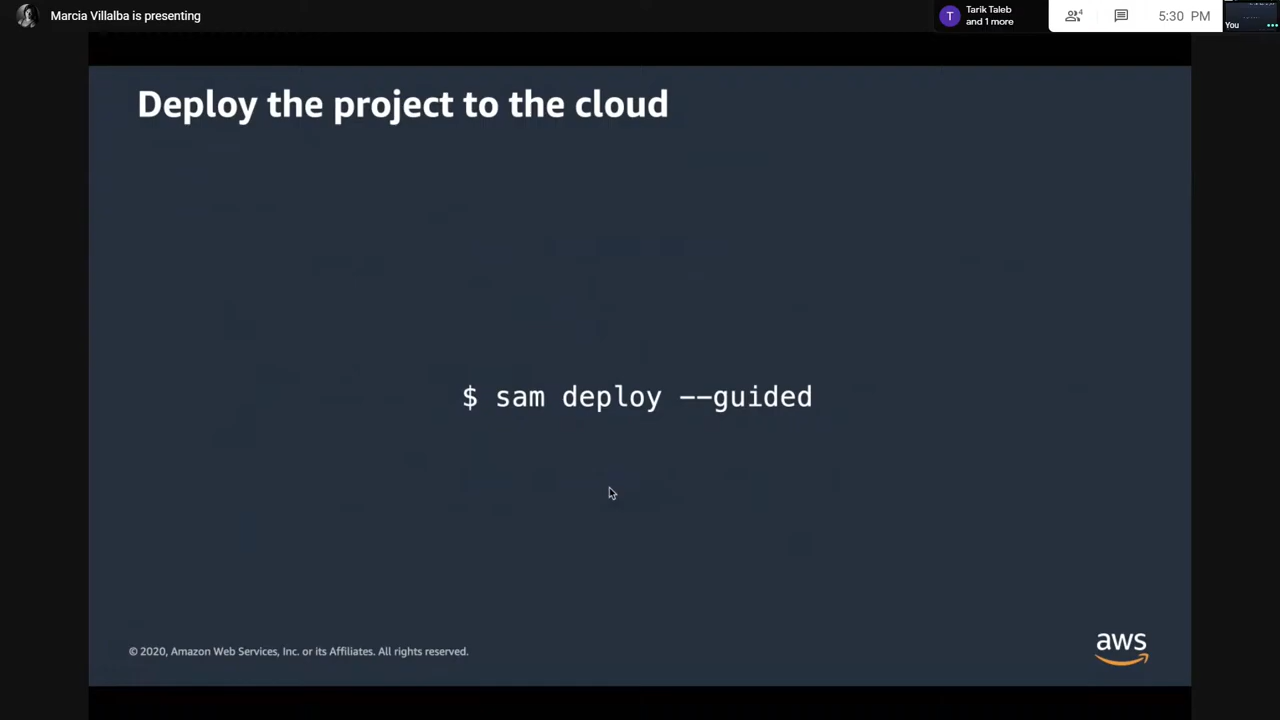 Marcia Villalba is presenting
T
Tarik Taleb
and 1 more
4
5:30 PM
You
Deploy the project to the cloud
$ sam deploy --guided
© 2020, Amazon Web Services, Inc. or its Affiliates. All rights reserved.
aws